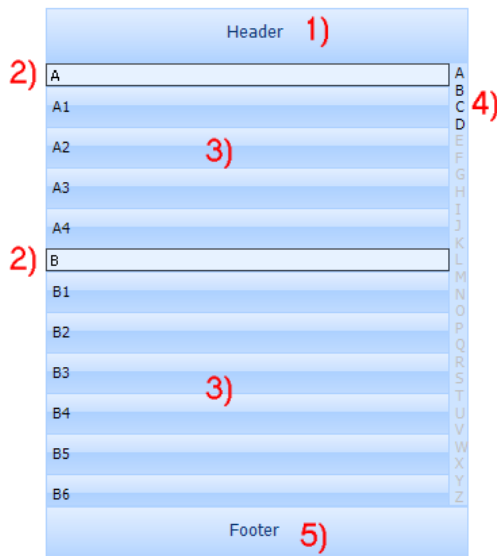 Header 1)
2) A
A1
A2
3)
A3
A4
2) B
B1
B2
B3
3)
B4
B5
B6
A
B
C 4)
D
E
F
G
H
I
J
K
L
M
N
O
P
Q
R
S
T
U
V
W
X
Y
Z
Footer 5)